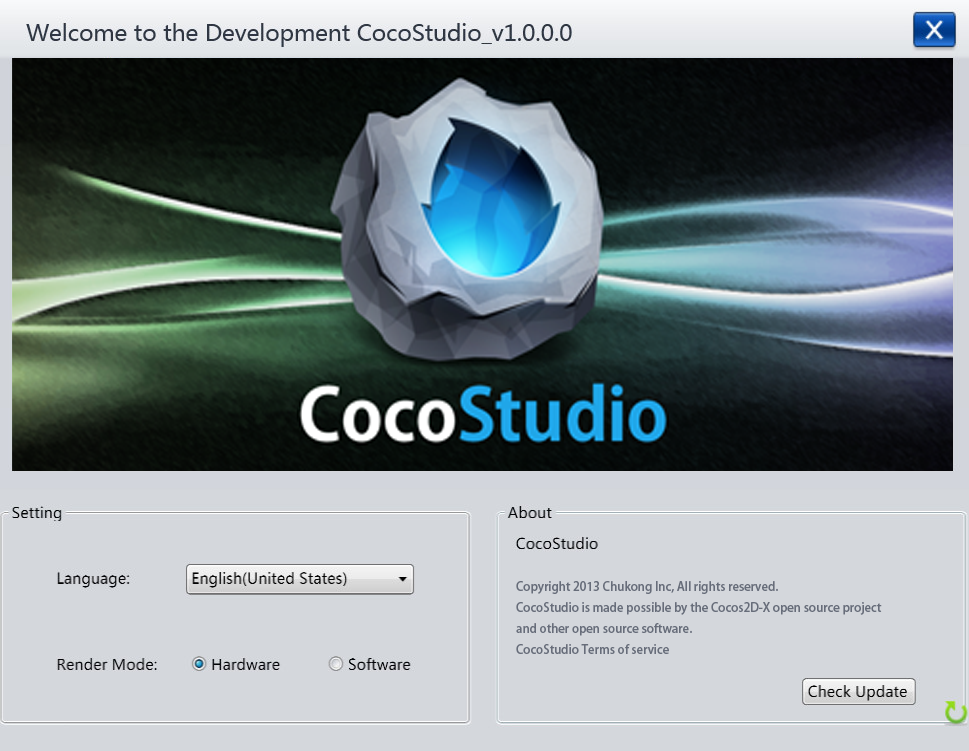 Welcome to the Development CocoStudio_v1.0.0.0
X
CocoStudio
Setting
Language:
English(United States)
Render Mode:
Hardware
Software
About
CocoStudio
Copyright 2013 Chukong Inc, All rights reserved.
CocoStudio is made possible by the Cocos2D-X open source project
and other open source software.
CocoStudio Terms of service
Check Update